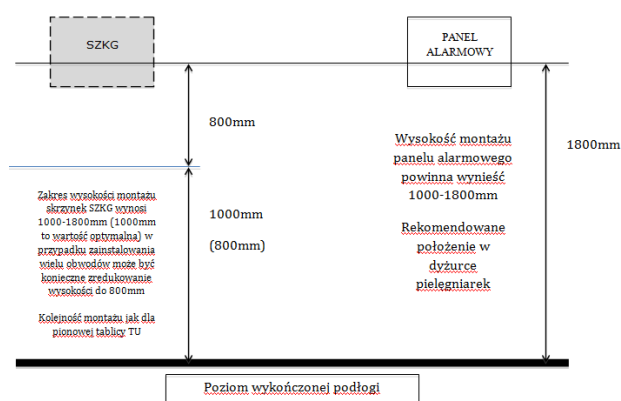 SZKG
PANEL
ALARMOWY
800mm
1800mm
Wysokość montażu
panelu alarmowego
powinna wynieść
1000-1800mm
Rekomendowane
położenie w
dyżurce
pielęgniarek
Zakres wysokości montażu
skrzynek SZKG wynosi
1000-1800mm (1000mm
to wartość optymalna) w
przypadku zainstalowania
wielu obwodów może być
konieczne zredukowanie
wysokości do 800mm
Kolejność montażu jak dla
pionowej tablicy TU
1000mm
(800mm)
Poziom wykończonej podłogi